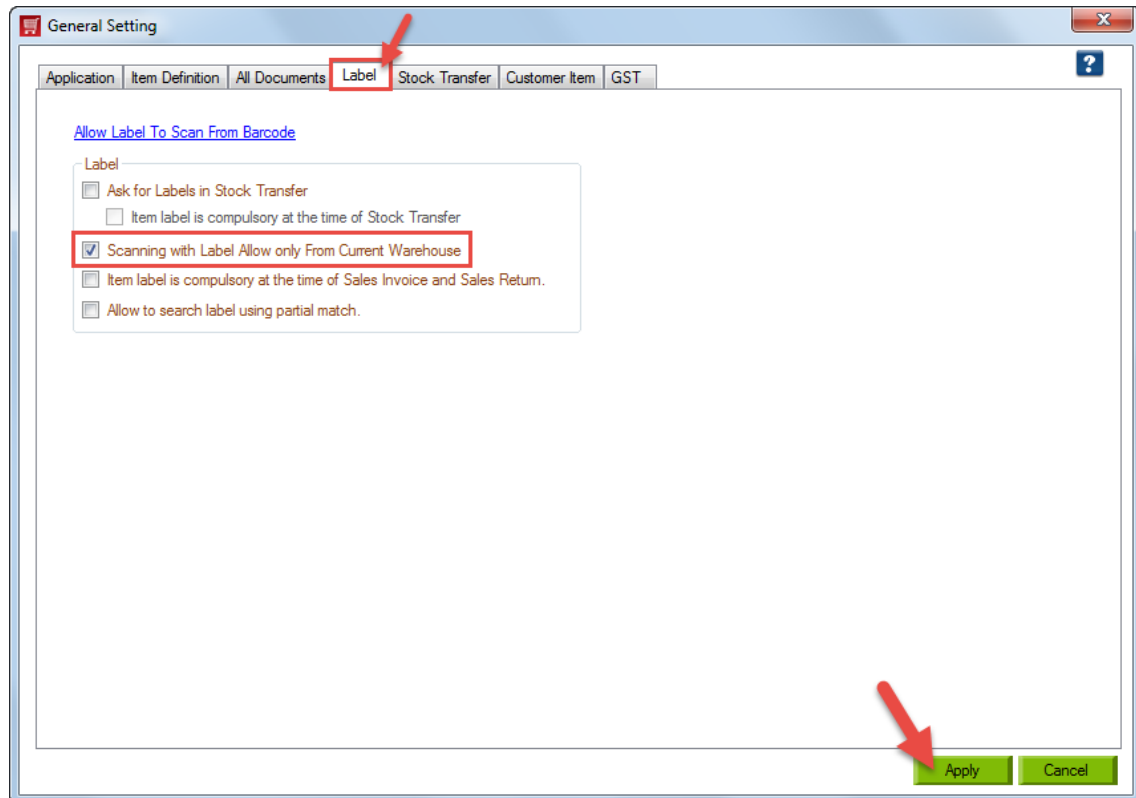 General Setting
x
?
Application Item Definition All Documents Label Stock Transfer Customer Item GST
Allow Label To Scan From Barcode
Label
Ask for Labels in Stock Transfer
Item label is compulsory at the time of Stock Transfer
Scanning with Label Allow only From Current Warehouse
Item label is compulsory at the time of Sales Invoice and Sales Return.
Allow to search label using partial match.
Apply Cancel